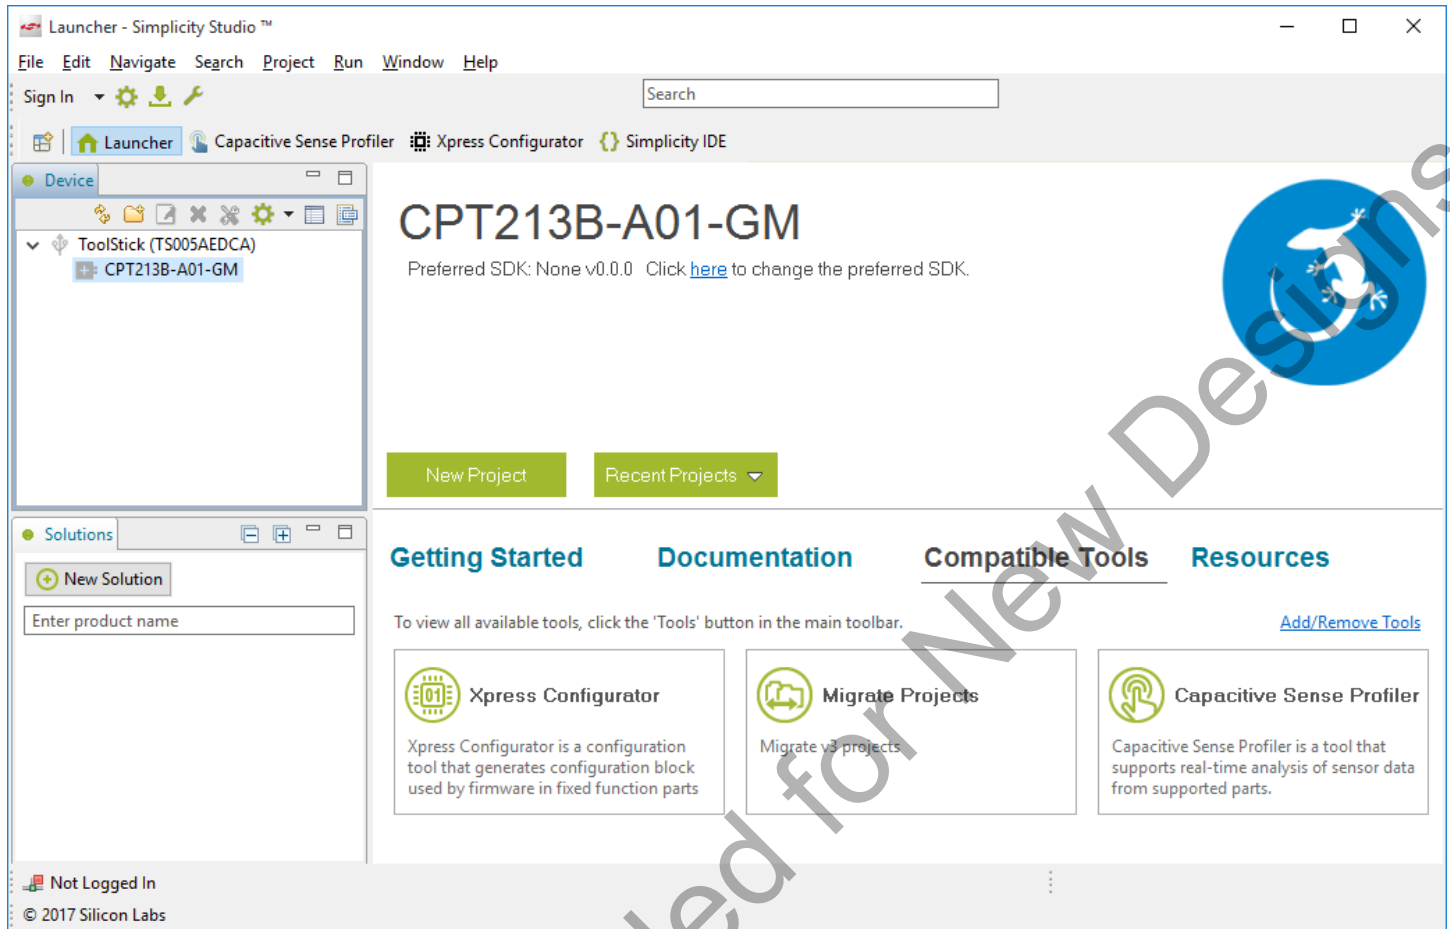 Launcher - Simplicity Studio ™
File Edit Navigate Search Project Run Window Help
Sign In
Search
Launcher Capacitive Sense Profiler Xpress Configurator Simplicity IDE
Device
ToolStick (TS005AEDCA)
CPT213B-A01-GM
CPT213B-A01-GM
Preferred SDK: None v0.0.0 Click here to change the preferred SDK.
New Project
Recent Projects
Solutions
New Solution
Enter product name
Getting Started
Documentation
Compatible Tools
Resources
To view all available tools, click the 'Tools' button in the main toolbar.
Add/Remove Tools
01
Xpress Configurator
Xpress Configurator is a configuration
tool that generates configuration block
used by firmware in fixed function parts
Migrate Projects
Migrate v3 projects
Capacitive Sense Profiler
Capacitive Sense Profiler is a tool that
supports real-time analysis of sensor data
from supported parts.
Not Logged In
© 2017 Silicon Labs
for New Designs